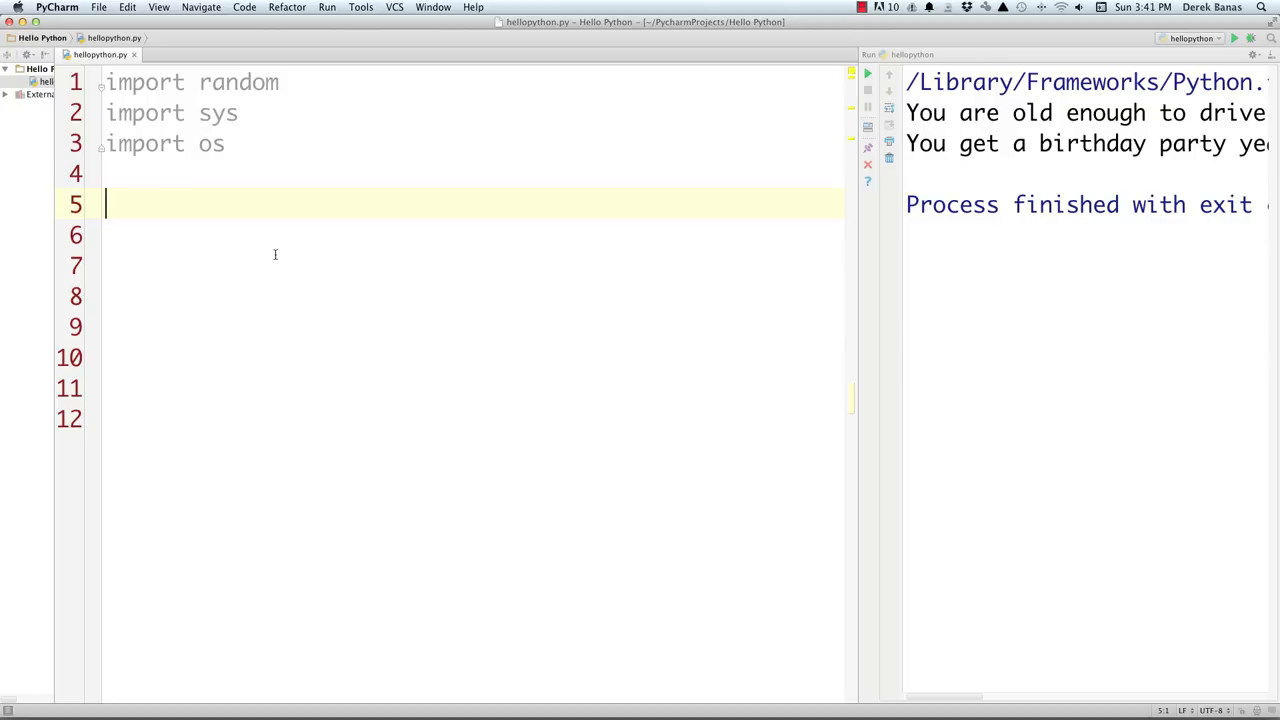 PyCharm File Edit View Navigate Code Refactor Run Tools VCS Window Help 10 Sun 3:41 PM Derek Banas
hellopython.py – Hello Python – [~/PycharmProjects/Hello Python]
Hello Python hellopython.py hellopython
hellopython.py Run hellopython
Hello P
hell
Externa
1 import random
2 import sys
3 import os
4
5
6
7
8
9
10
11
12
/Library/Frameworks/Python.
You are old enough to drive
You get a birthday party yea
Process finished with exit c
5:1 LF UTF-8